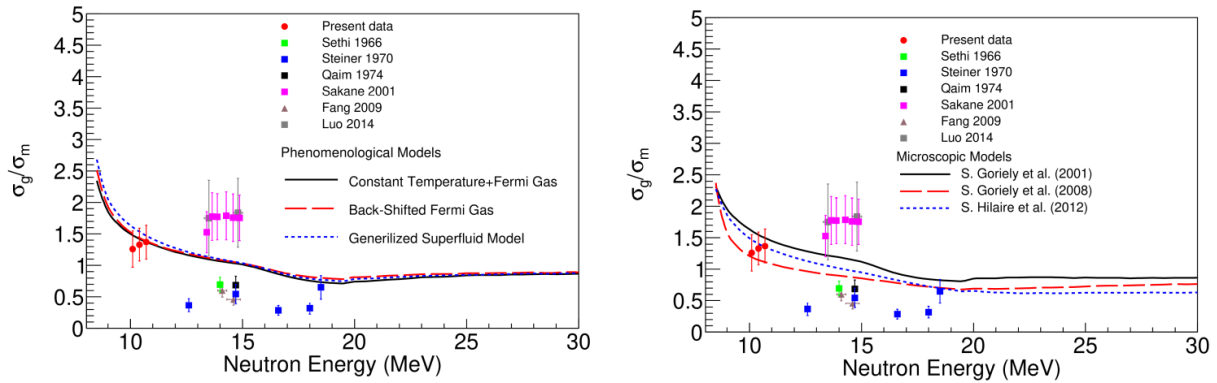 5
4.5
4
3.5
3
2.5
2
1.5
1
0.5
0
σg/σm
Present data
Sethi 1966
Steiner 1970
Qaim 1974
Sakane 2001
Fang 2009
Luo 2014
Phenomenological Models
Constant Temperature+Fermi Gas
Back-Shifted Fermi Gas
Generilized Superfluid Model
10 15 20 25 30
Neutron Energy (MeV)
5
4.5
4
3.5
3
2.5
2
1.5
1
0.5
0
σg/σm
Present data
Sethi 1966
Steiner 1970
Qaim 1974
Sakane 2001
Fang 2009
Luo 2014
Microscopic Models
S. Goriely et al. (2001)
S. Goriely et al. (2008)
S. Hilaire et al. (2012)
10 15 20 25 30
Neutron Energy (MeV)